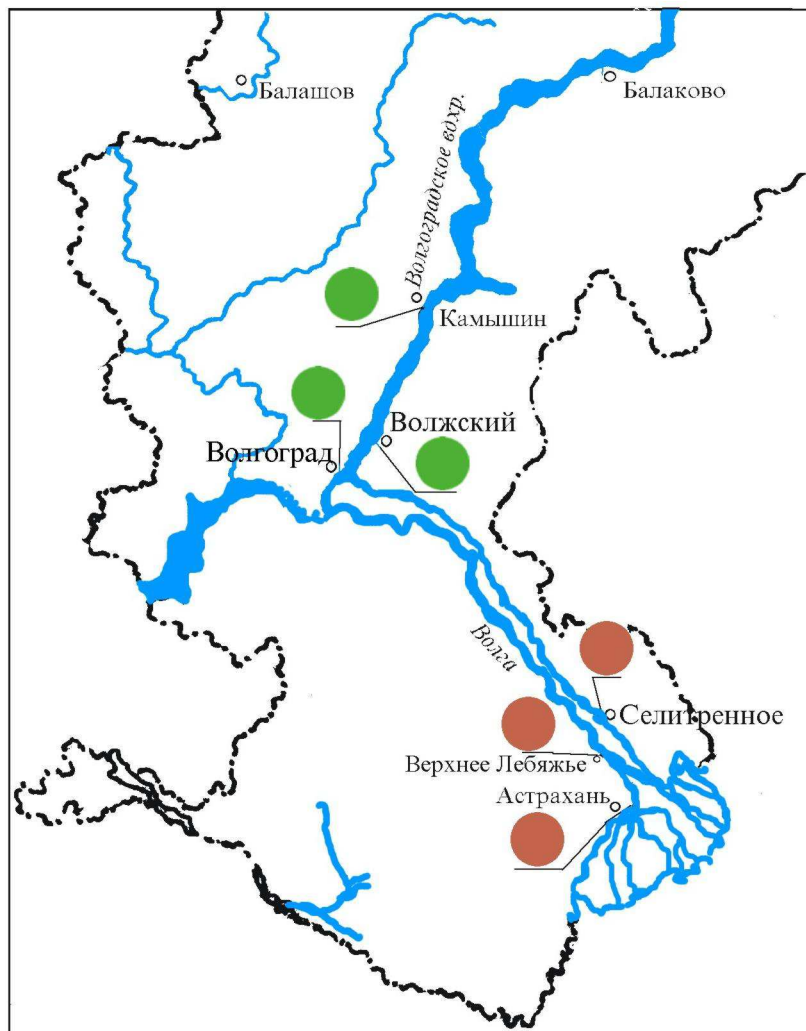 Балашов
Балаково
Волгоградское вдхр.
Камышин
Волжский
Волгоград
Волга
Селитренное
Верхнее Лебяжье
Астрахань